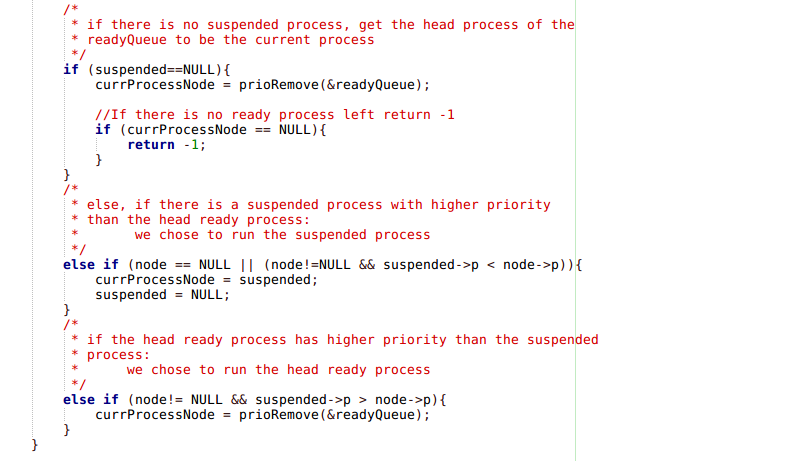 /*
 * if there is no suspended process, get the head process of the
 * readyQueue to be the current process
 */
if (suspended==NULL){
    currProcessNode = prioRemove(&readyQueue);

    //If there is no ready process left return -1
    if (currProcessNode == NULL){
        return -1;
    }
}
/*
 * else, if there is a suspended process with higher priority
 * than the head ready process:
 *       we chose to run the suspended process
 */
else if (node == NULL || (node!=NULL && suspended->p < node->p)){
    currProcessNode = suspended;
    suspended = NULL;
}
/*
 * if the head ready process has higher priority than the suspended
 * process:
 *      we chose to run the head ready process
 */
else if (node!= NULL && suspended->p > node->p){
    currProcessNode = prioRemove(&readyQueue);
}
}